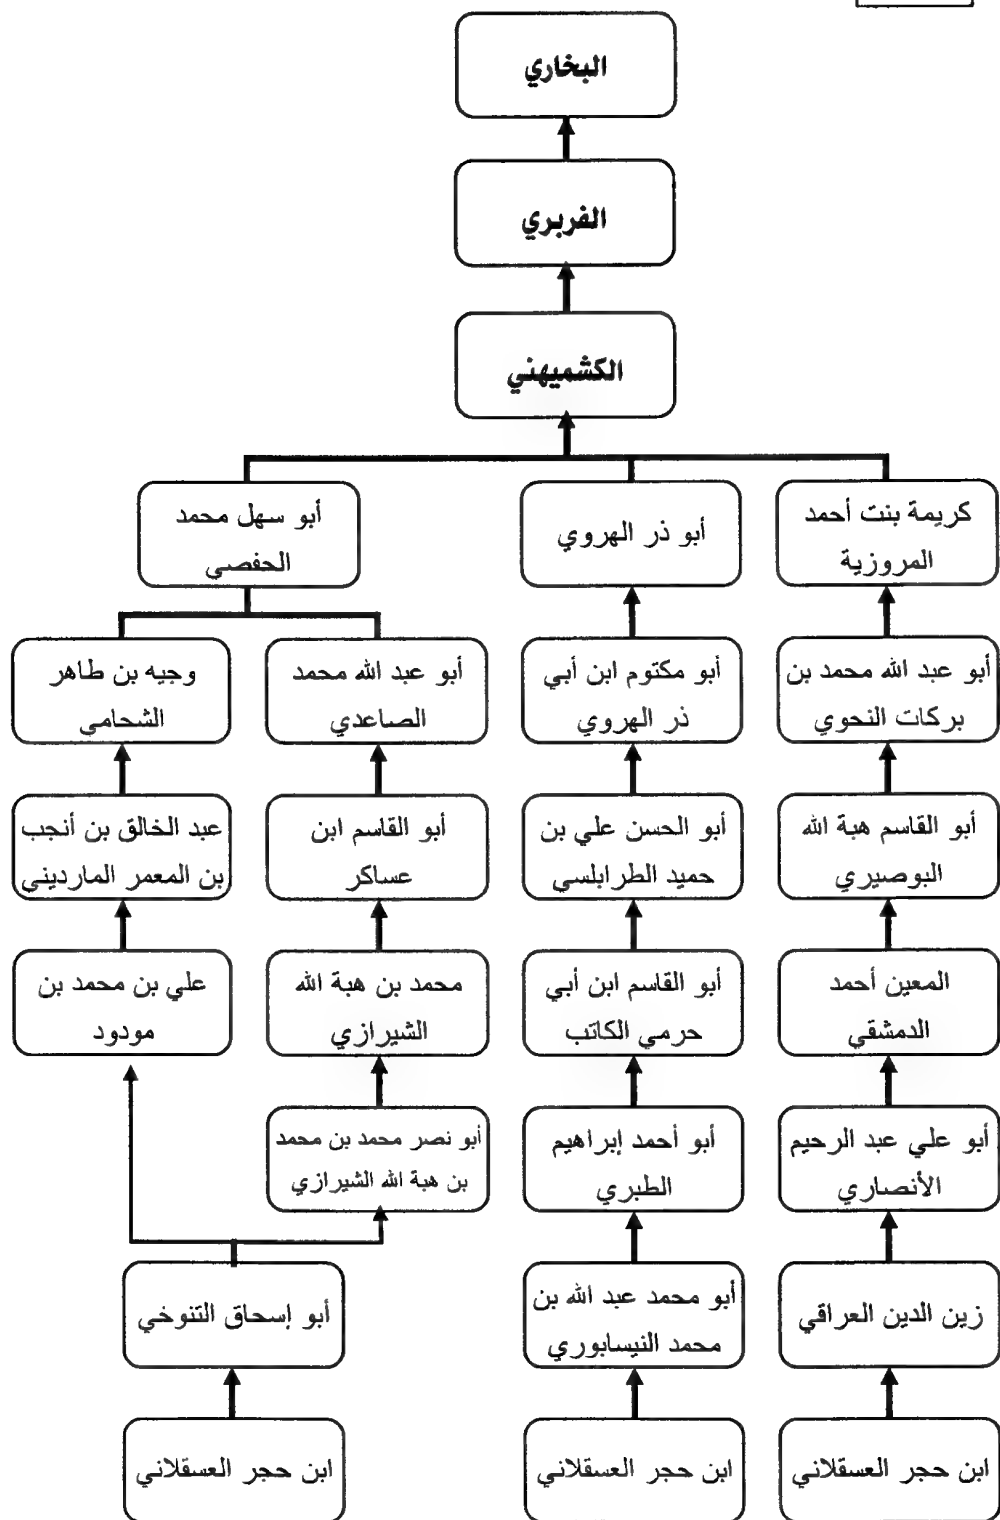 البخاري
الفربري
الكشميهني
كريمة بنت أحمد
المروزية
أبو ذر الهروي
أبو سهل محمد
الحفصي
أبو عبد الله محمد بن
بركات النحوي
أبو مكتوم ابن أبي
ذر الهروي
أبو عبد الله محمد
الصاعدي
وجيه بن طاهر
الشحامي
أبو القاسم هبة الله
البوصيري
أبو الحسن علي بن
حميد الطرابلسي
أبو القاسم ابن
عساكر
عبد الخالق بن أنجب
بن المعمر المارديني
المعين أحمد
الدمشقي
أبو القاسم ابن أبي
حرمي الكاتب
محمد بن هبة الله
الشيرازي
علي بن محمد بن
مودود
أبو علي عبد الرحيم
الأنصاري
أبو أحمد إبراهيم
الطبري
أبو نصر محمد بن محمد
بن هبة الله الشيرازي
زين الدين العراقي
أبو محمد عبد الله بن
محمد النيسابوري
أبو إسحاق التنوخي
ابن حجر العسقلاني
ابن حجر العسقلاني
ابن حجر العسقلاني